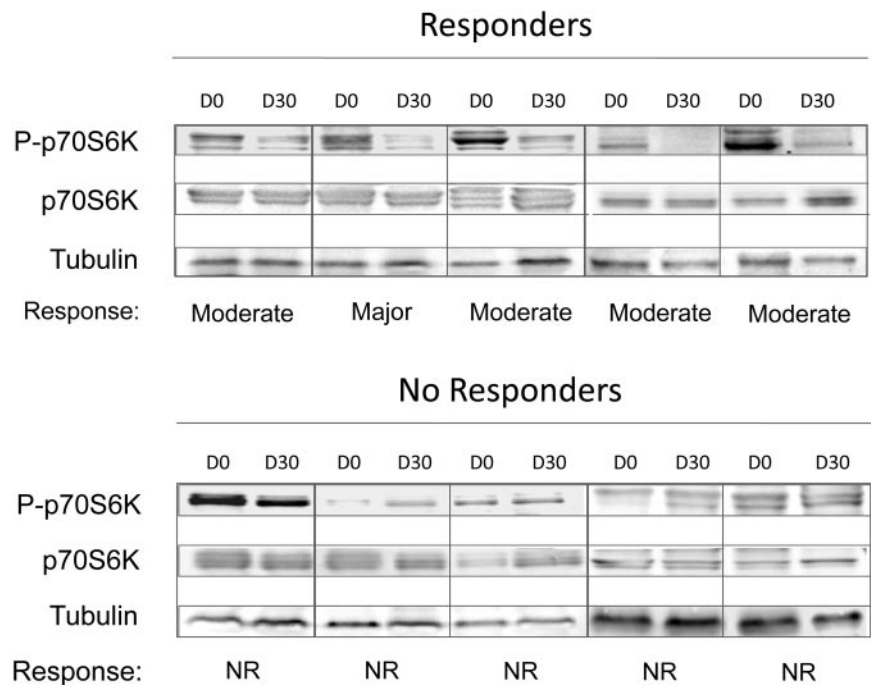 Responders
D0 D30 D0 D30 D0 D30 D0 D30 D0 D30
P-p70S6K
p70S6K
Tubulin
Response: Moderate Major Moderate Moderate Moderate
No Responders
D0 D30 D0 D30 D0 D30 D0 D30 D0 D30
P-p70S6K
p70S6K
Tubulin
Response: NR NR NR NR NR